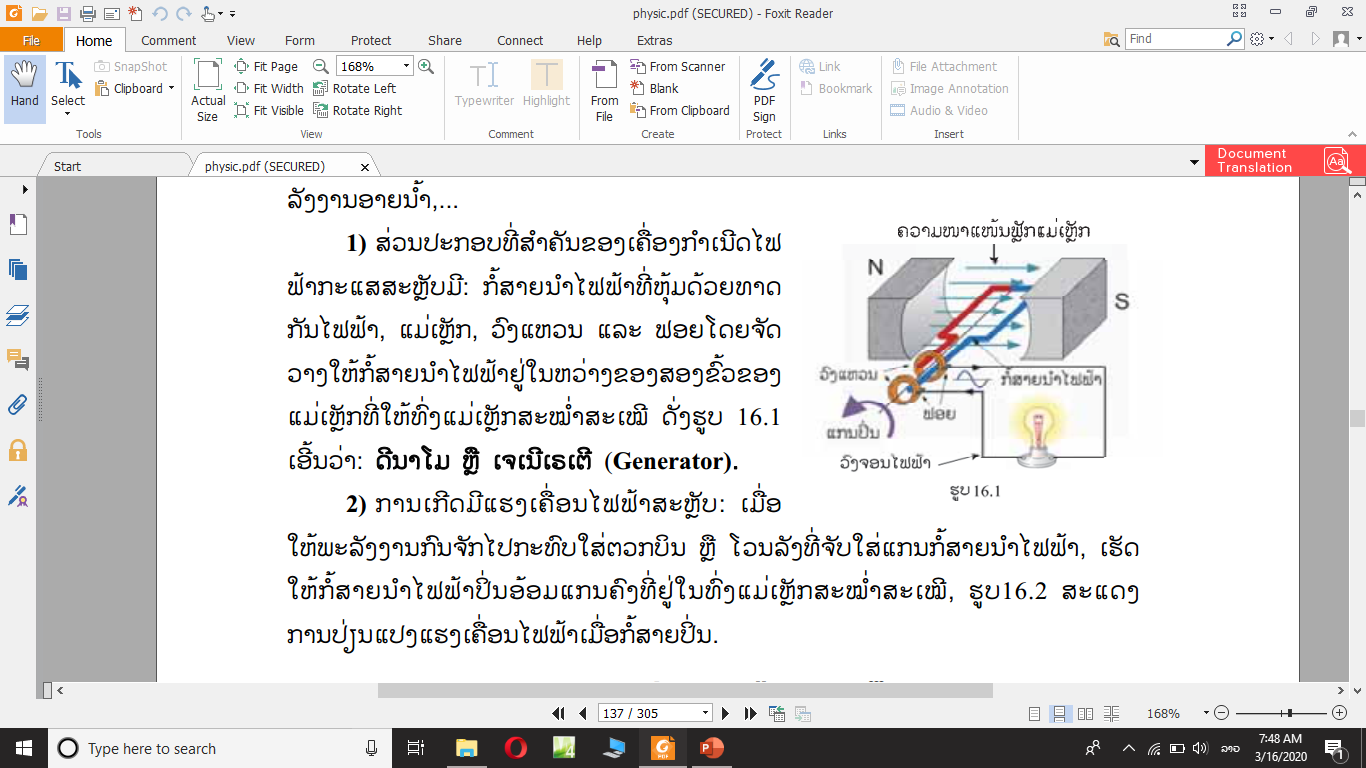 physic.pdf (SECURED) - Foxit Reader
File Home Comment View Form Protect Share Connect Help Extras Find
Hand
Select
SnapShot
Clipboard
Tools
Actual Size
Fit Page
Fit Width
Fit Visible
168%
Rotate Left
Rotate Right
View
Typewriter
Highlight
Comment
From File
From Scanner
Blank
From Clipboard
Create
PDF Sign
Protect
Link
Bookmark
Links
File Attachment
Image Annotation
Audio & Video
Insert
Start
physic.pdf (SECURED)
Document
Translation
ລັງງານອາຍນ້ຳ,...
1) ສ່ວນປະກອບທີ່ສຳຄັນຂອງເຄື່ອງກຳເນີດໄຟ
ຟ້າກະແສສະຫຼັບມີ: ກໍ້ສາຍນຳໄຟຟ້າທີ່ຫຸ້ມດ້ວຍທາດ
ກັນໄຟຟ້າ, ແມ່ເຫຼັກ, ວົງແຫວນ ແລະ ຟອຍໂດຍຈັດ
ວາງໃຫ້ກໍ້ສາຍນຳໄຟຟ້າຢູ່ໃນຫວ່າງຂອງສອງຂົ້ວຂອງ
ແມ່ເຫຼັກທີ່ໃຫ້ທົ່ງແມ່ເຫຼັກສະໝ່ຳສະເໝີ ດັ່ງຮູບ 16.1
ເອີ້ນວ່າ: ດີນາໂມ ຫຼື ເຈເນີເຣເຕີ (Generator).
ຄວາມໜາແໜ້ນຟຼັກແມ່ເຫຼັກ
N
S
ວົງແຫວນ
ກໍ້ສາຍນຳໄຟຟ້າ
ຟອຍ
ແກນປິ່ນ
ວົງຈອນໄຟຟ້າ
ຮູບ 16.1
2) ການເກີດມີແຮງເຄື່ອນໄຟຟ້າສະຫຼັບ: ເມື່ອ
ໃຫ້ພະລັງງານກົນຈັກໄປກະທົບໃສ່ຕວກບິນ ຫຼື ໂວນລັງທີ່ຈັບໃສ່ແກນກໍ້ສາຍນຳໄຟຟ້າ, ເຮັດ
ໃຫ້ກໍ້ສາຍນຳໄຟຟ້າປິ່ນອ້ອມແກນຄົງທີ່ຢູ່ໃນທົ່ງແມ່ເຫຼັກສະໝ່ຳສະເໝີ, ຮູບ16.2 ສະແດງ
ການປ່ຽນແປງແຮງເຄື່ອນໄຟຟ້າເມື່ອກໍ້ສາຍປິ່ນ.
137 / 305
168%
Type here to search
ລາວ
7:48 AM
3/16/2020
1